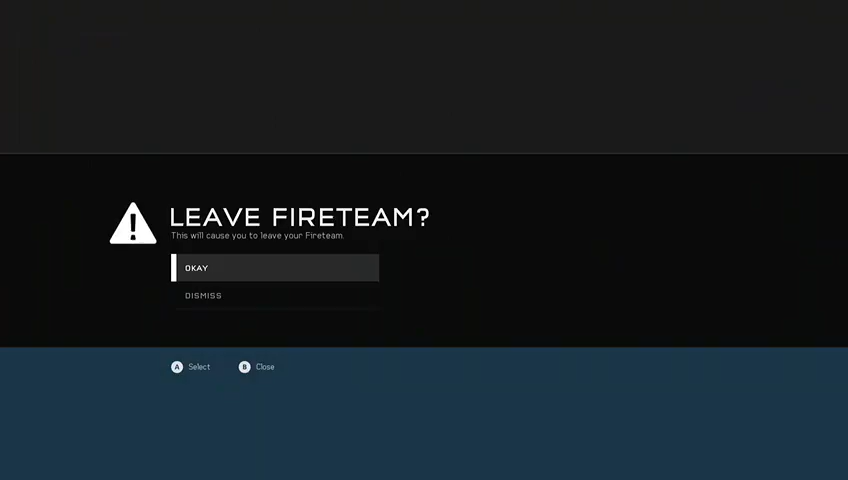 LEAVE FIRETEAM?
This will cause you to leave your Fireteam.
OKAY
DISMISS
A Select B Close